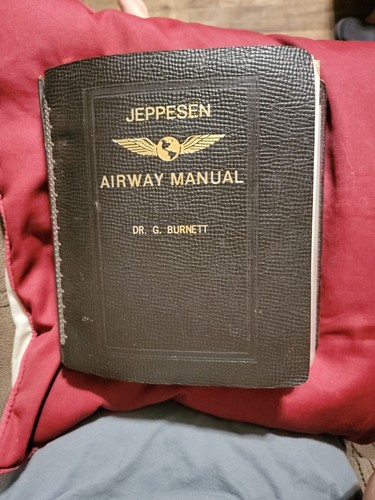 JEPPESEN
AIRWAY MANUAL
DR. G. BURNETT